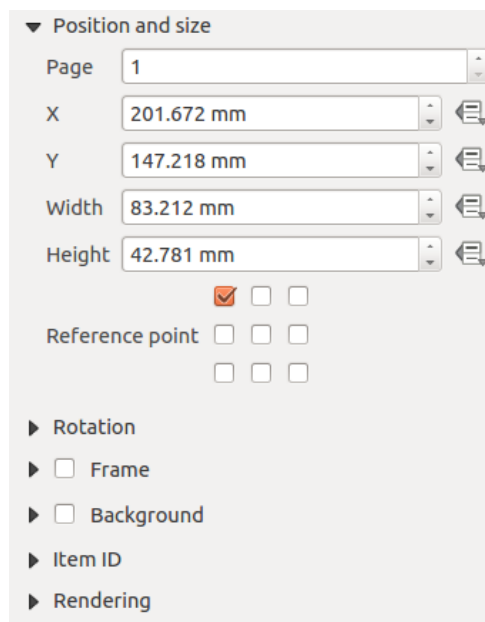 Position and size
Page 1
X 201.672 mm
Y 147.218 mm
Width 83.212 mm
Height 42.781 mm
Reference point
Rotation
Frame
Background
Item ID
Rendering